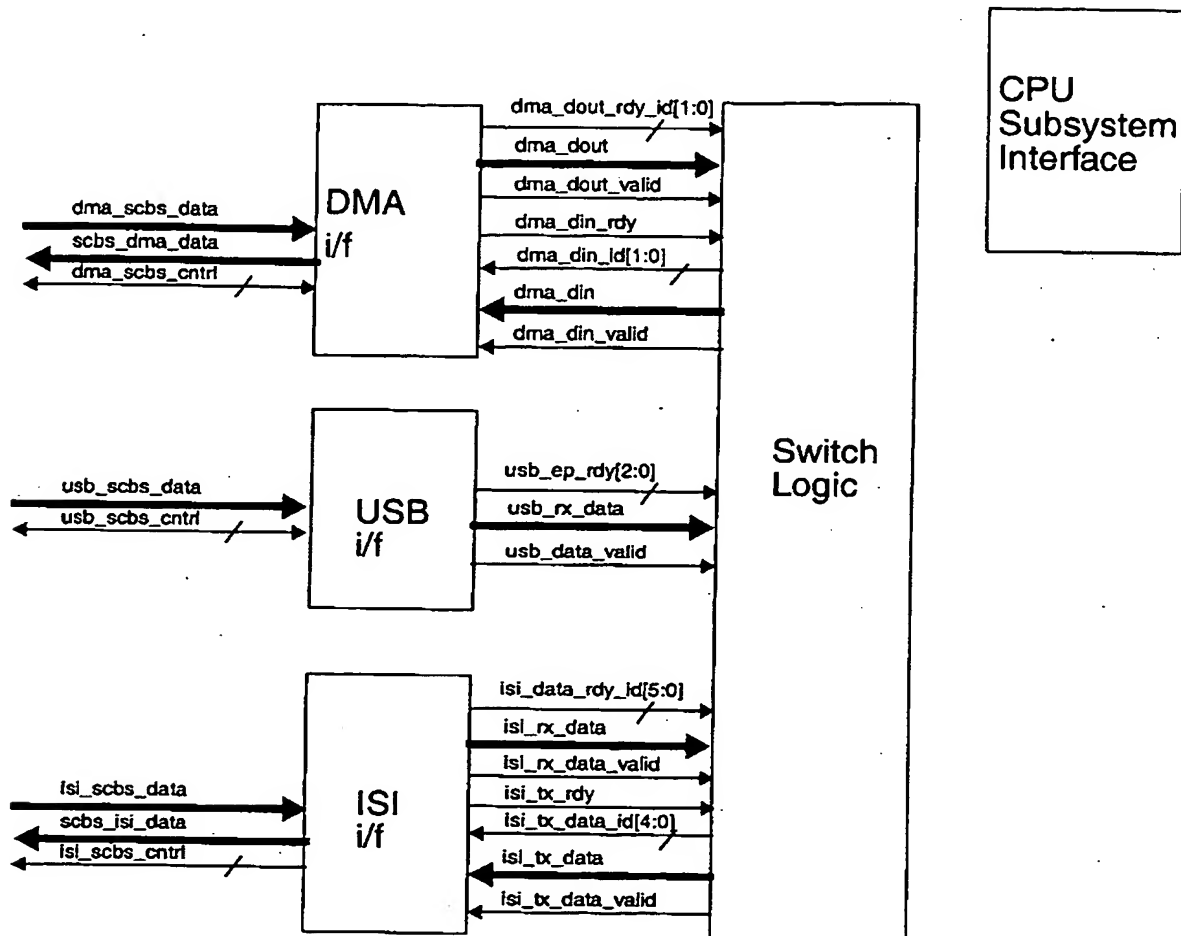 CPU
Subsystem
Interface
dma_dout_rdy_id[1:0]
dma_dout
dma_dout_valid
dma_din_rdy
dma_din_id[1:0]
dma_din
dma_din_valid
DMA
i/f
dma_scbs_data
scbs_dma_data
dma_scbs_cntrl
Switch
Logic
usb_ep_rdy[2:0]
usb_rx_data
usb_data_valid
usb_scbs_data
usb_scbs_cntrl
USB
i/f
isi_data_rdy_id[5:0]
isi_rx_data
isi_rx_data_valid
isi_tx_rdy
isi_tx_data_id[4:0]
isi_tx_data
isi_tx_data_valid
isi_scbs_data
scbs_isi_data
isi_scbs_cntrl
ISI
i/f